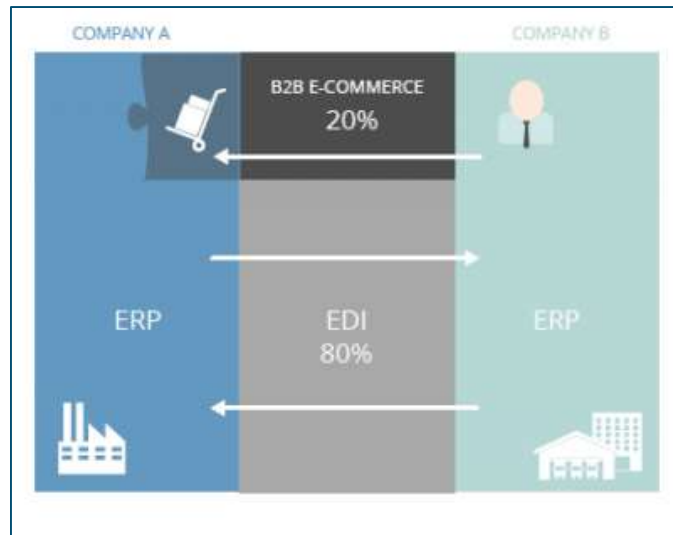 COMPANY A
COMPANY B
B2B E-COMMERCE
20%
ERP
EDI
80%
ERP